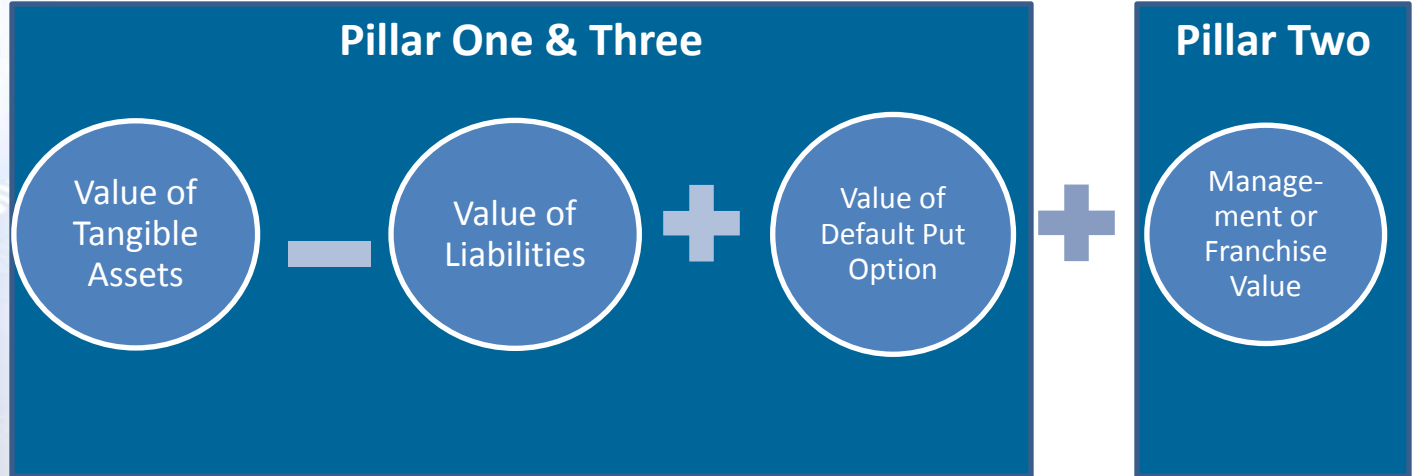 Pillar One & Three
Pillar Two
Value of
Tangible
Assets
Value of
Liabilities
Value of
Default Put
Option
Manage-
ment or
Franchise
Value